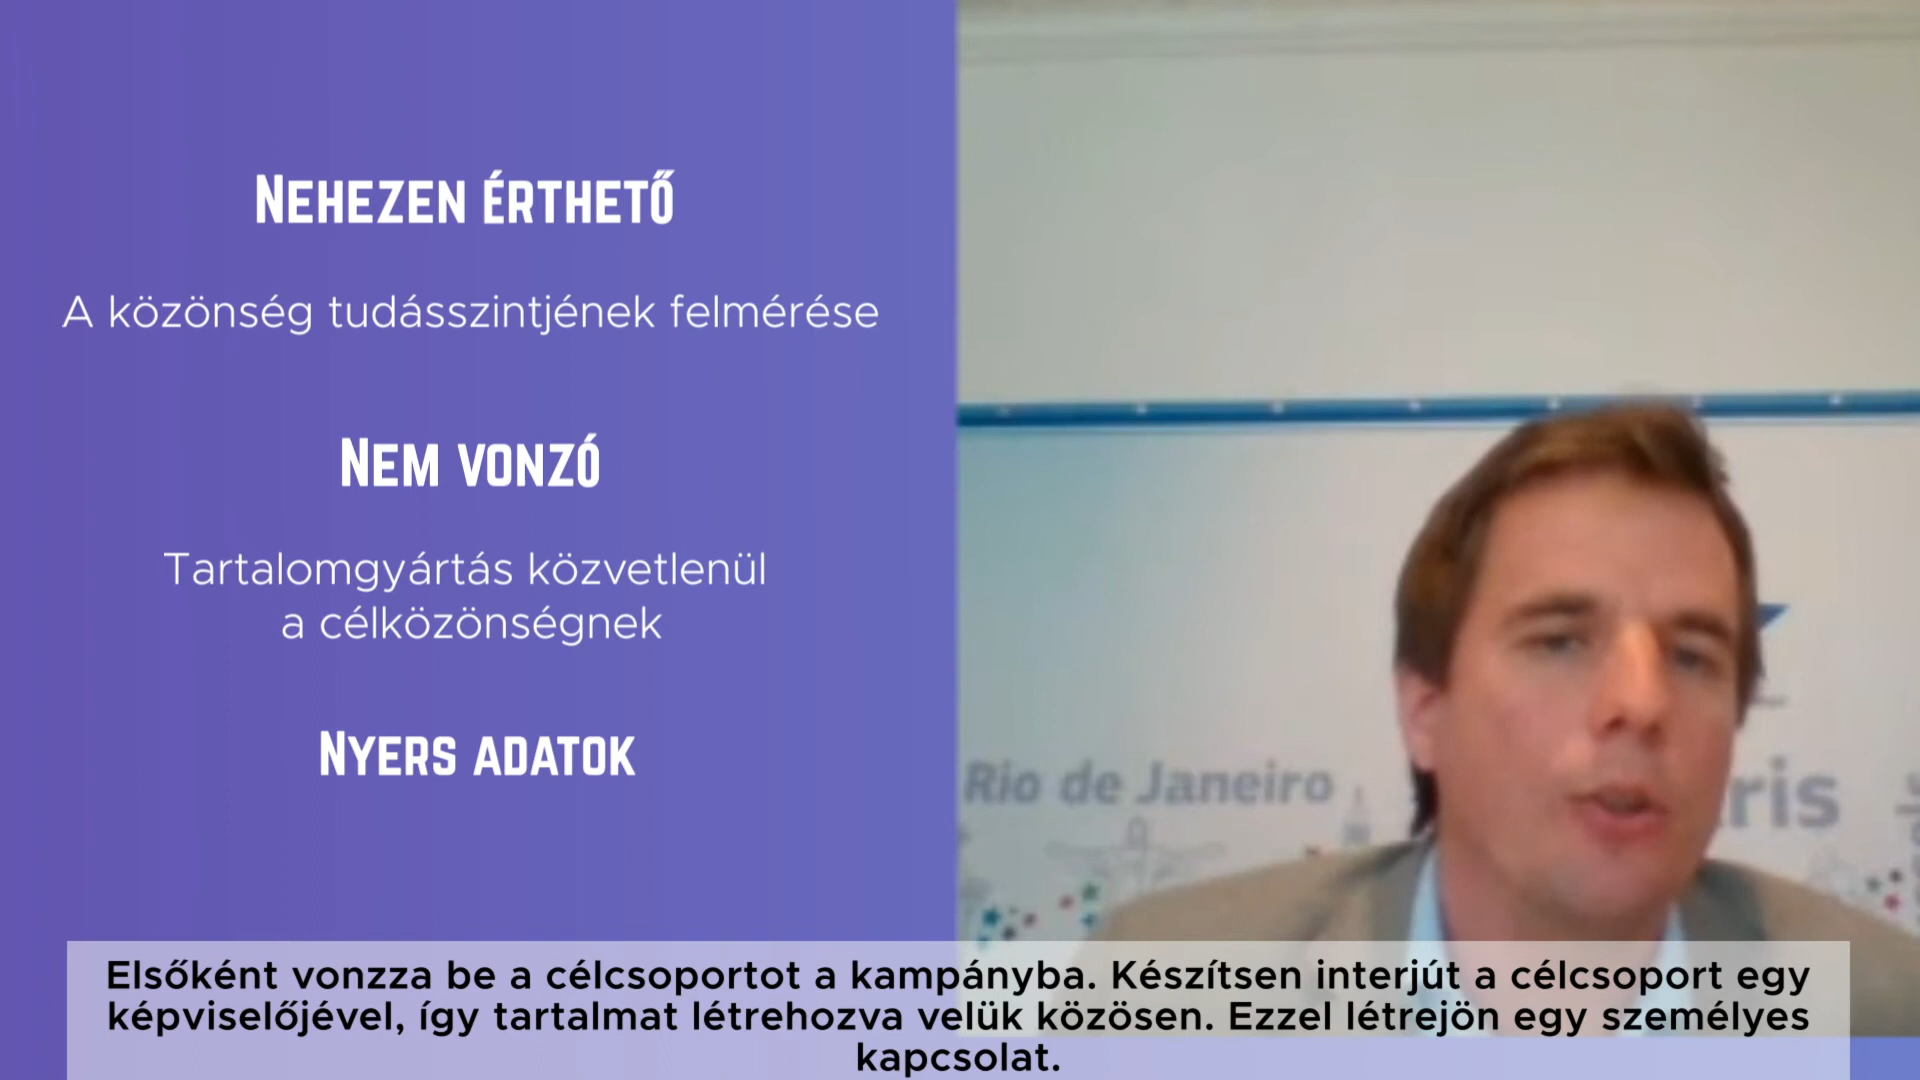 NEHEZEN ÉRTHETŐ
A közönség tudásszintjének felmérése
NEM VONZÓ
Tartalomgyártás közvetlenül
a célközönségnek
NYERS ADATOK
Rio de Janeiro
ris
Elsőként vonzza be a célcsoportot a kampányba. Készítsen interjút a célcsoport egy
képviselőjével, így tartalmat létrehozva velük közösen. Ezzel létrejön egy személyes
kapcsolat.